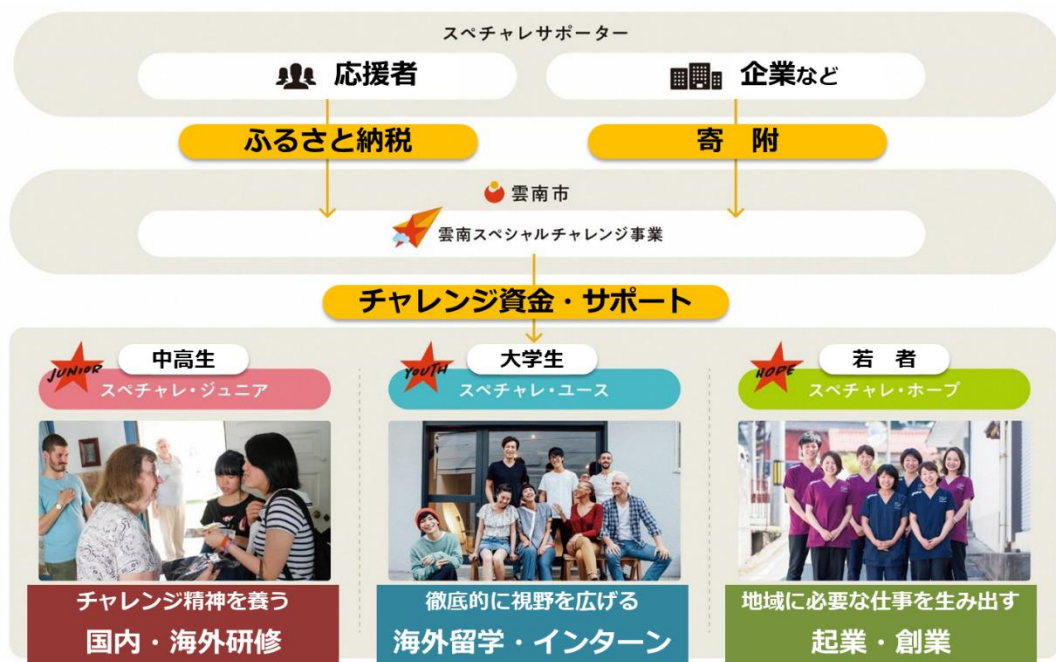 スペチャレサポーター
応援者
企業など
ふるさと納税
寄　附
雲南市
雲南スペシャルチャレンジ事業
チャレンジ資金・サポート
JUNIOR
中高生
スペチャレ・ジュニア
YOUTH
大学生
スペチャレ・ユース
HOPE
若　者
スペチャレ・ホープ
チャレンジ精神を養う
国内・海外研修
徹底的に視野を広げる
海外留学・インターン
地域に必要な仕事を生み出す
起業・創業